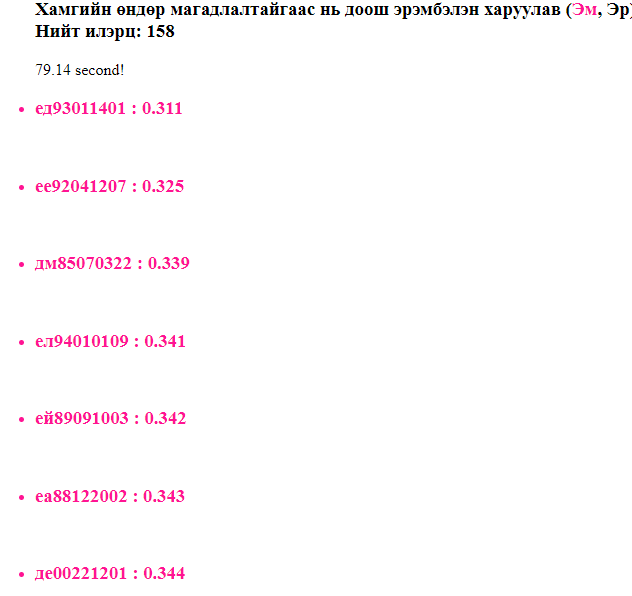 Хамгийн өндөр магадлалтайгаас нь доош эрэмбэлэн харуулав (Эм, Эр)
Нийт илэрц: 158
79.14 second!
ед93011401 : 0.311
ее92041207 : 0.325
дм85070322 : 0.339
ел94010109 : 0.341
ей89091003 : 0.342
еа88122002 : 0.343
де00221201 : 0.344